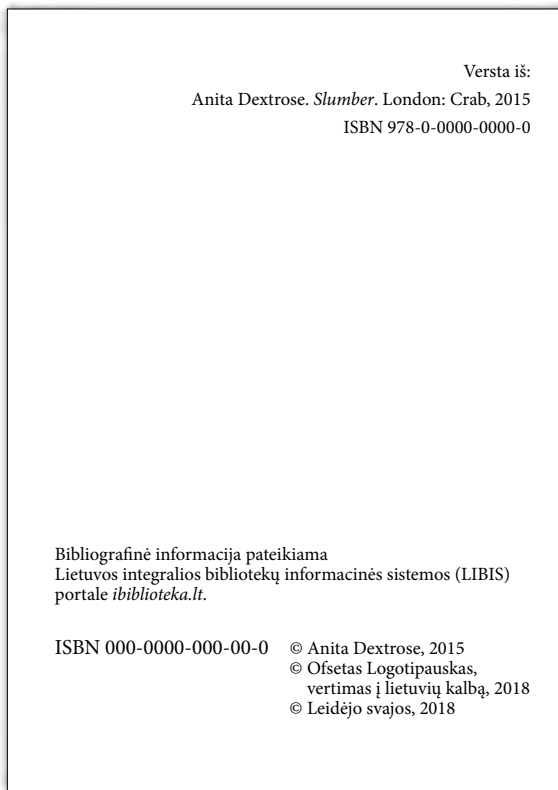 Versta iš:
Anita Dextrose. Slumber. London: Crab, 2015
ISBN 978-0-0000-0000-0
Bibliografinė informacija pateikiama
Lietuvos integralios bibliotekų informacinės sistemos (LIBIS)
portale ibiblioteka.lt.
ISBN 000-0000-000-00-0
© Anita Dextrose, 2015
© Ofsetas Logotipauskas,
vertimas į lietuvių kalbą, 2018
© Leidėjo svajos, 2018